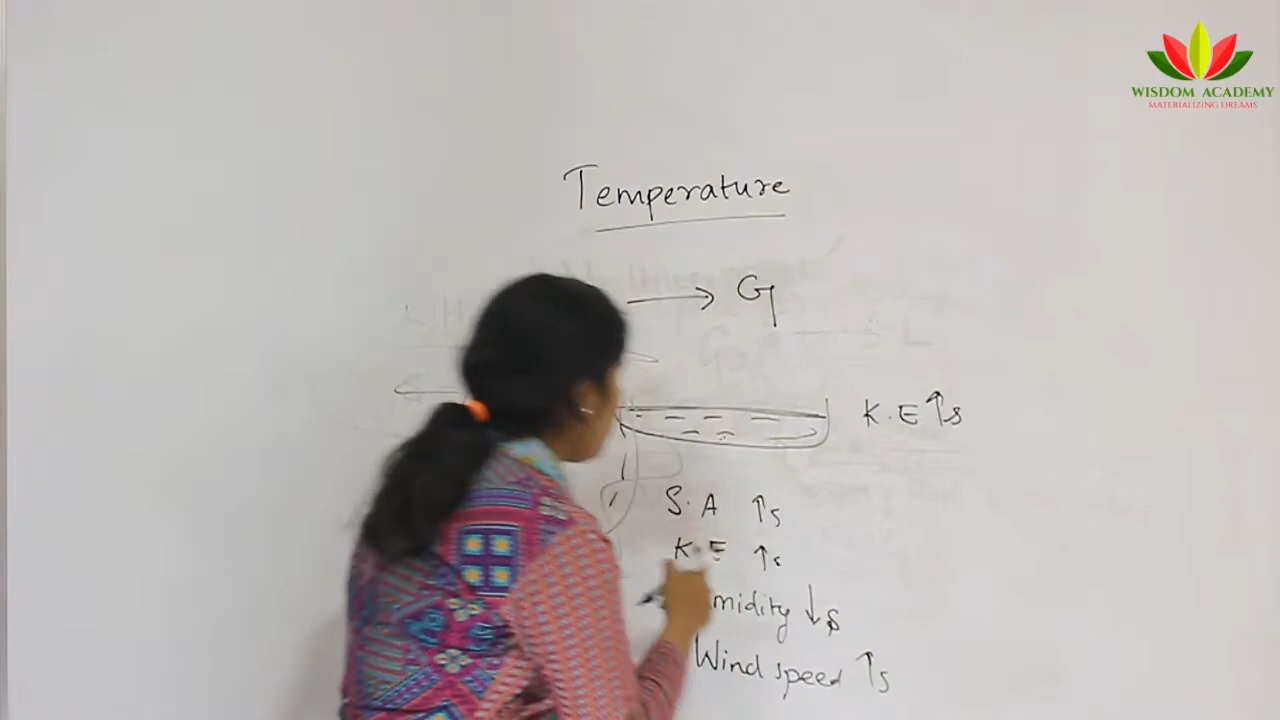 WISDOM ACADEMY
MATERIALIZING DREAMS
Temperature
→ G
K.E ↑s
S.A ↑s
K.E ↑s
midity ↓s
Wind speed ↑s